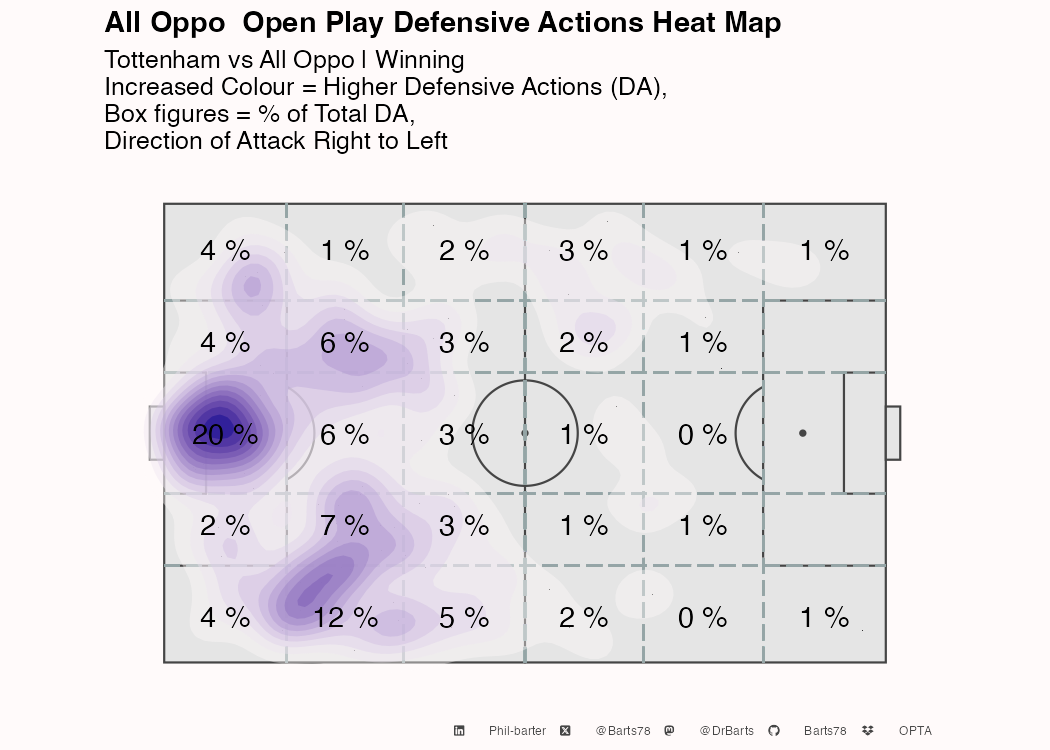 All Oppo  Open Play Defensive Actions Heat Map
Tottenham vs All Oppo | Winning
Increased Colour = Higher Defensive Actions (DA),
Box figures = % of Total DA,
Direction of Attack Right to Left
4 % 1 % 2 % 3 % 1 % 1 %
4 % 6 % 3 % 2 % 1 %
20 % 6 % 3 % 1 % 0 %
2 % 7 % 3 % 1 % 1 %
4 % 12 % 5 % 2 % 0 % 1 %
Phil-barter @Barts78 @DrBarts Barts78 OPTA